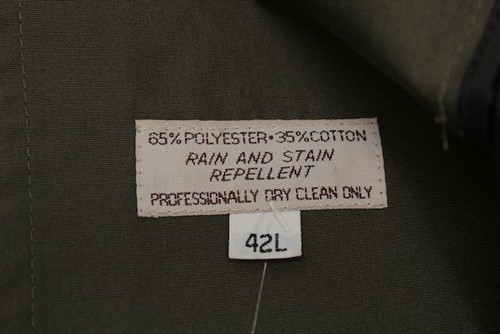 65% POLYESTER • 35% COTTON
RAIN AND STAIN
REPELLENT
PROFESSIONALLY DRY CLEAN ONLY
42L